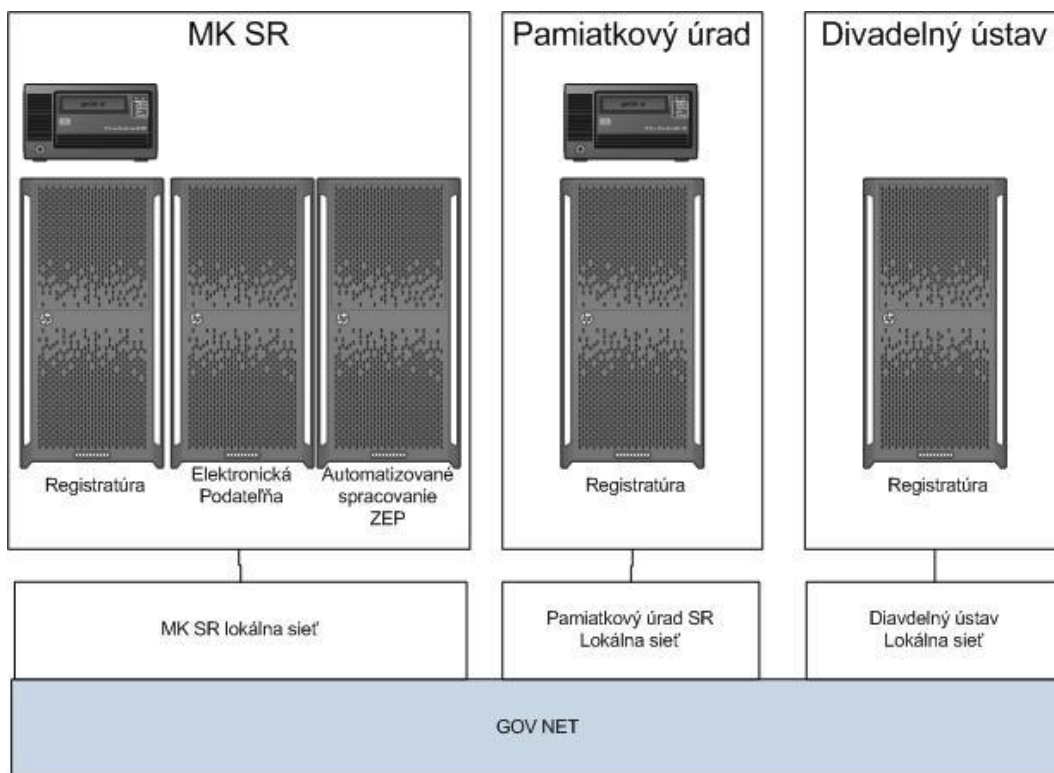 MK SR
Pamiatkový úrad
Divadelný ústav
Registratúra
Elektronická
Podateľňa
Automatizované
spracovanie
ZEP
Registratúra
Registratúra
MK SR lokálna sieť
Pamiatkový úrad SR
Lokálna sieť
Diavdelný ústav
Lokálna sieť
GOV NET